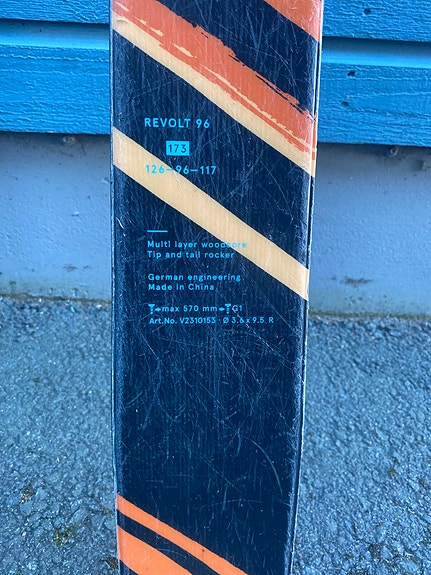 REVOLT 96
173
126-96-117
Multi layer woodcore
Tip and tail rocker
German engineering
Made in China
max 570 mm G1
Art.No. V2310153 - Ø 3.6 x 9.5 R